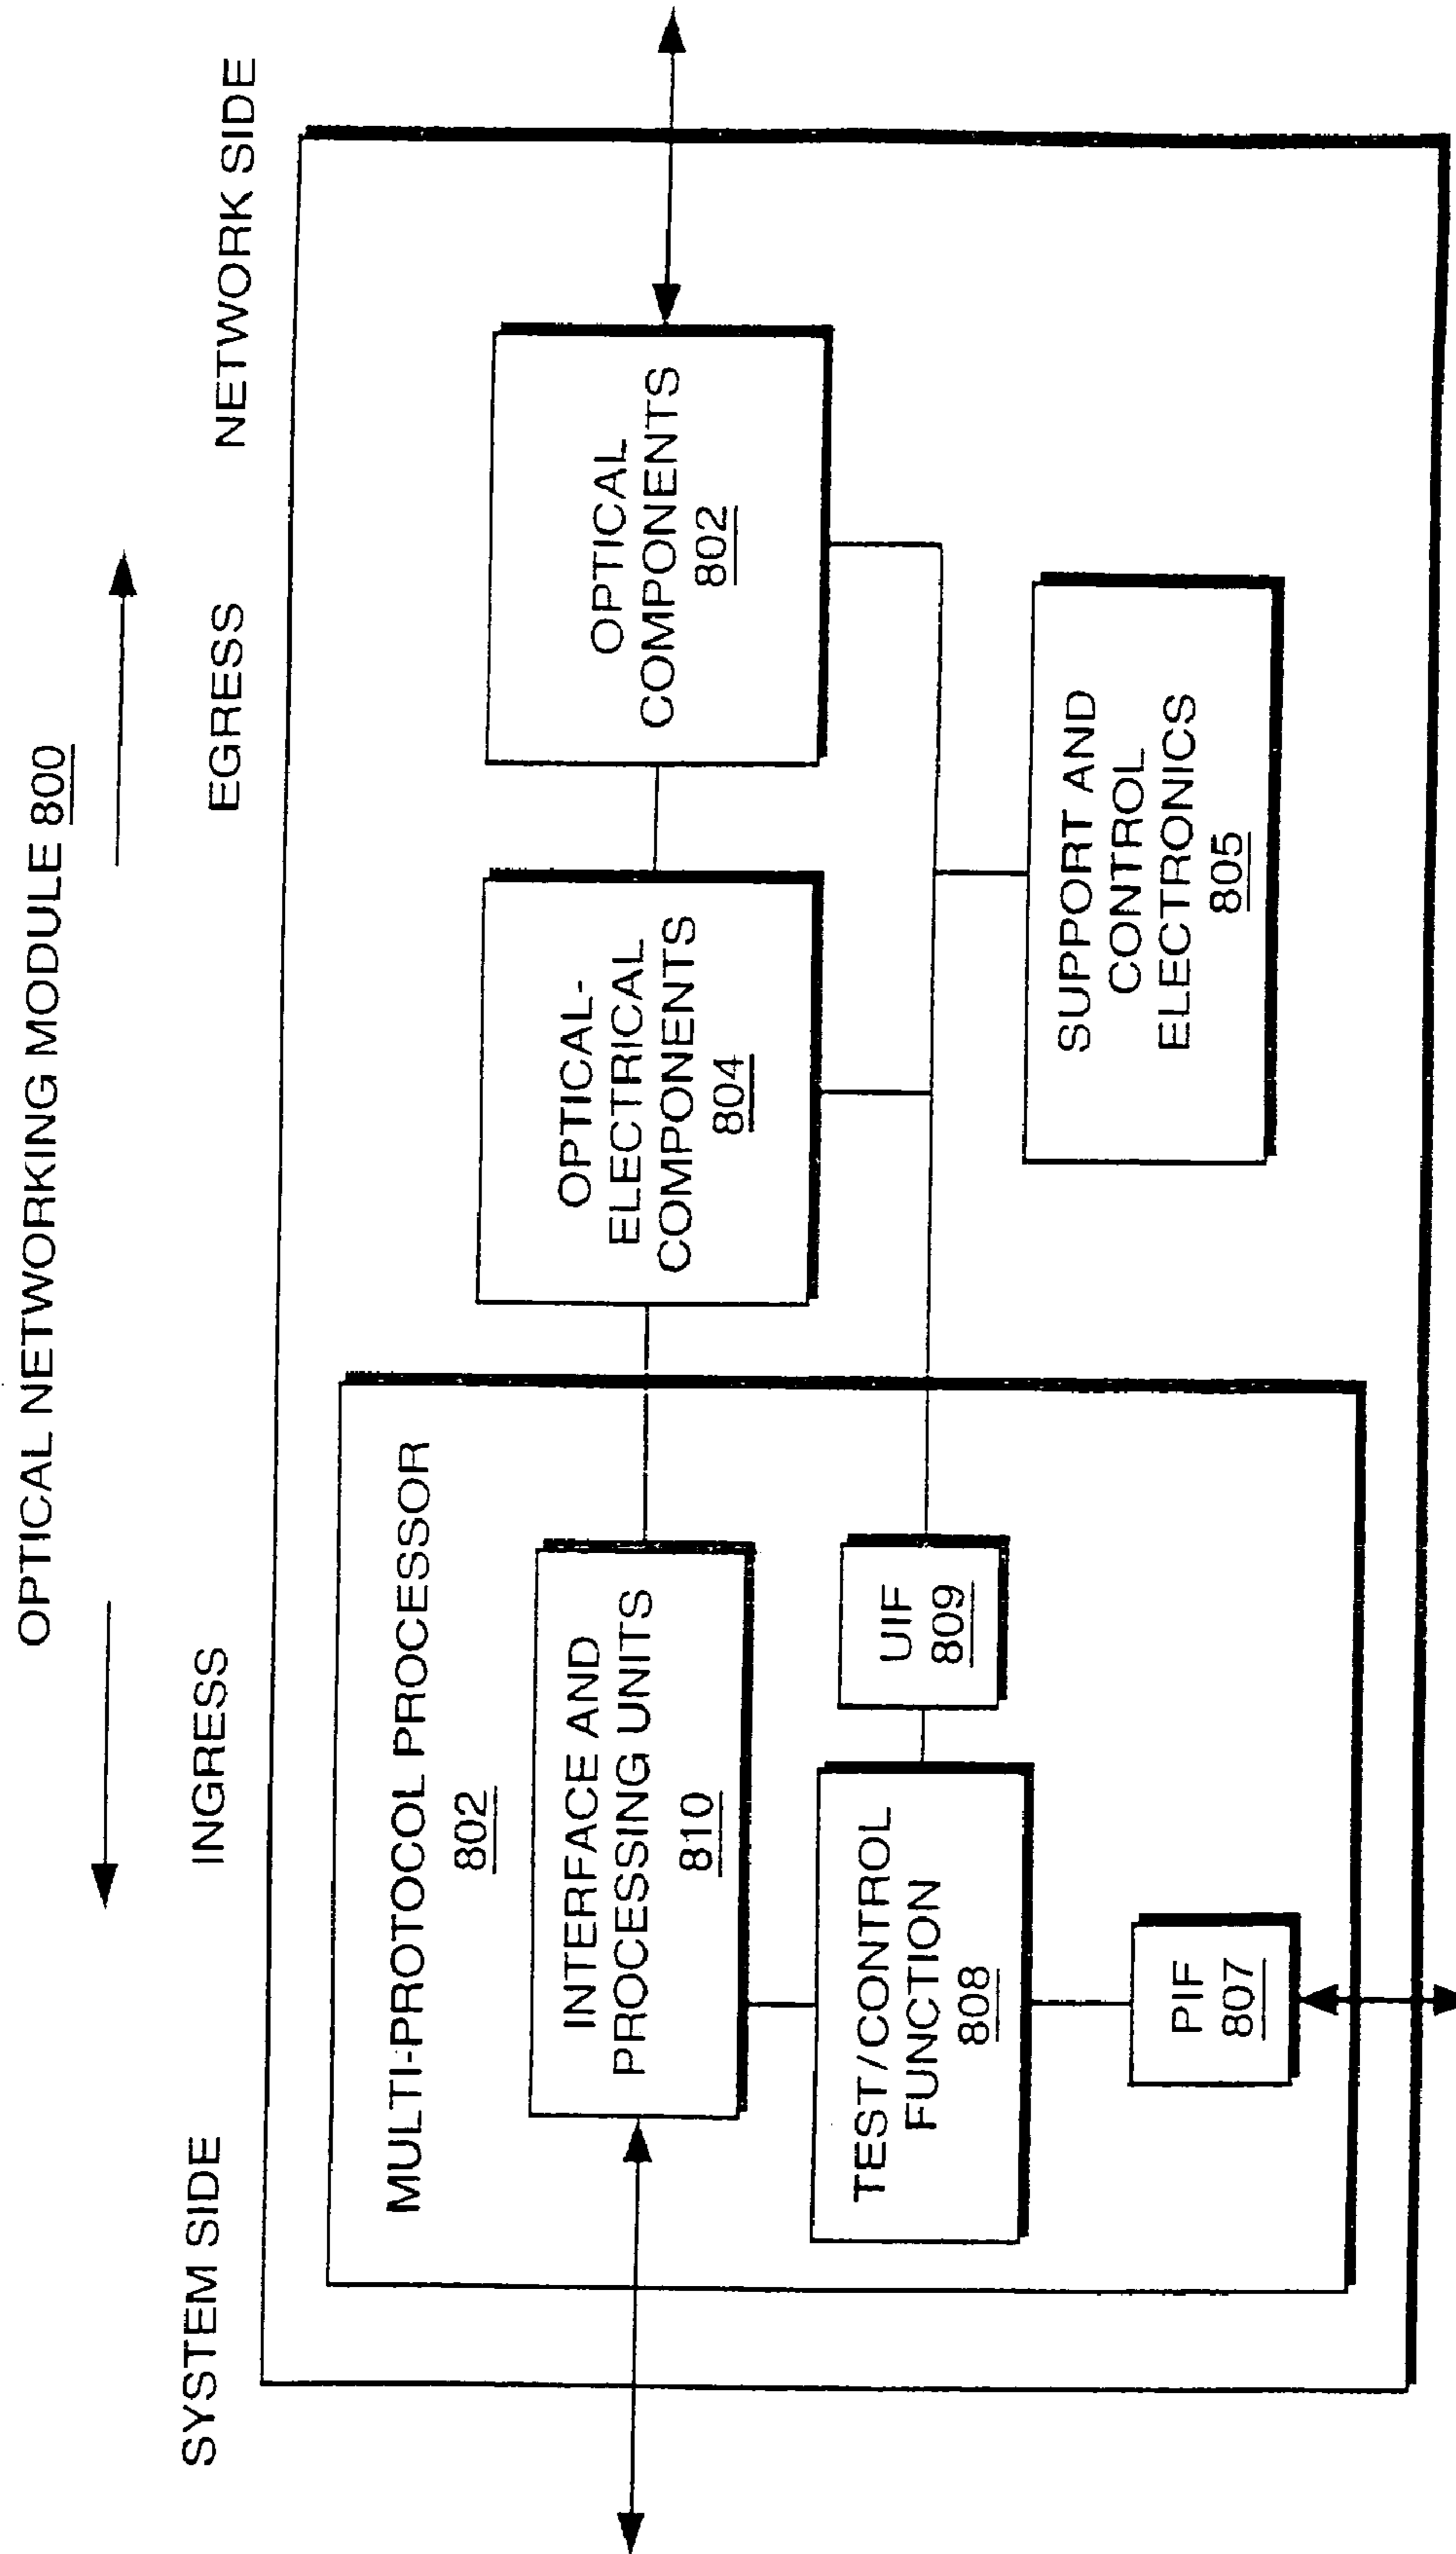 OPTICAL NETWORKING MODULE 800
SYSTEM SIDE
INGRESS
EGRESS
NETWORK SIDE
MULTI-PROTOCOL PROCESSOR
802
INTERFACE AND
PROCESSING UNITS
810
TEST/CONTROL
FUNCTION
808
UIF
809
PIF
807
OPTICAL-
ELECTRICAL
COMPONENTS
804
OPTICAL
COMPONENTS
802
SUPPORT AND
CONTROL
ELECTRONICS
805